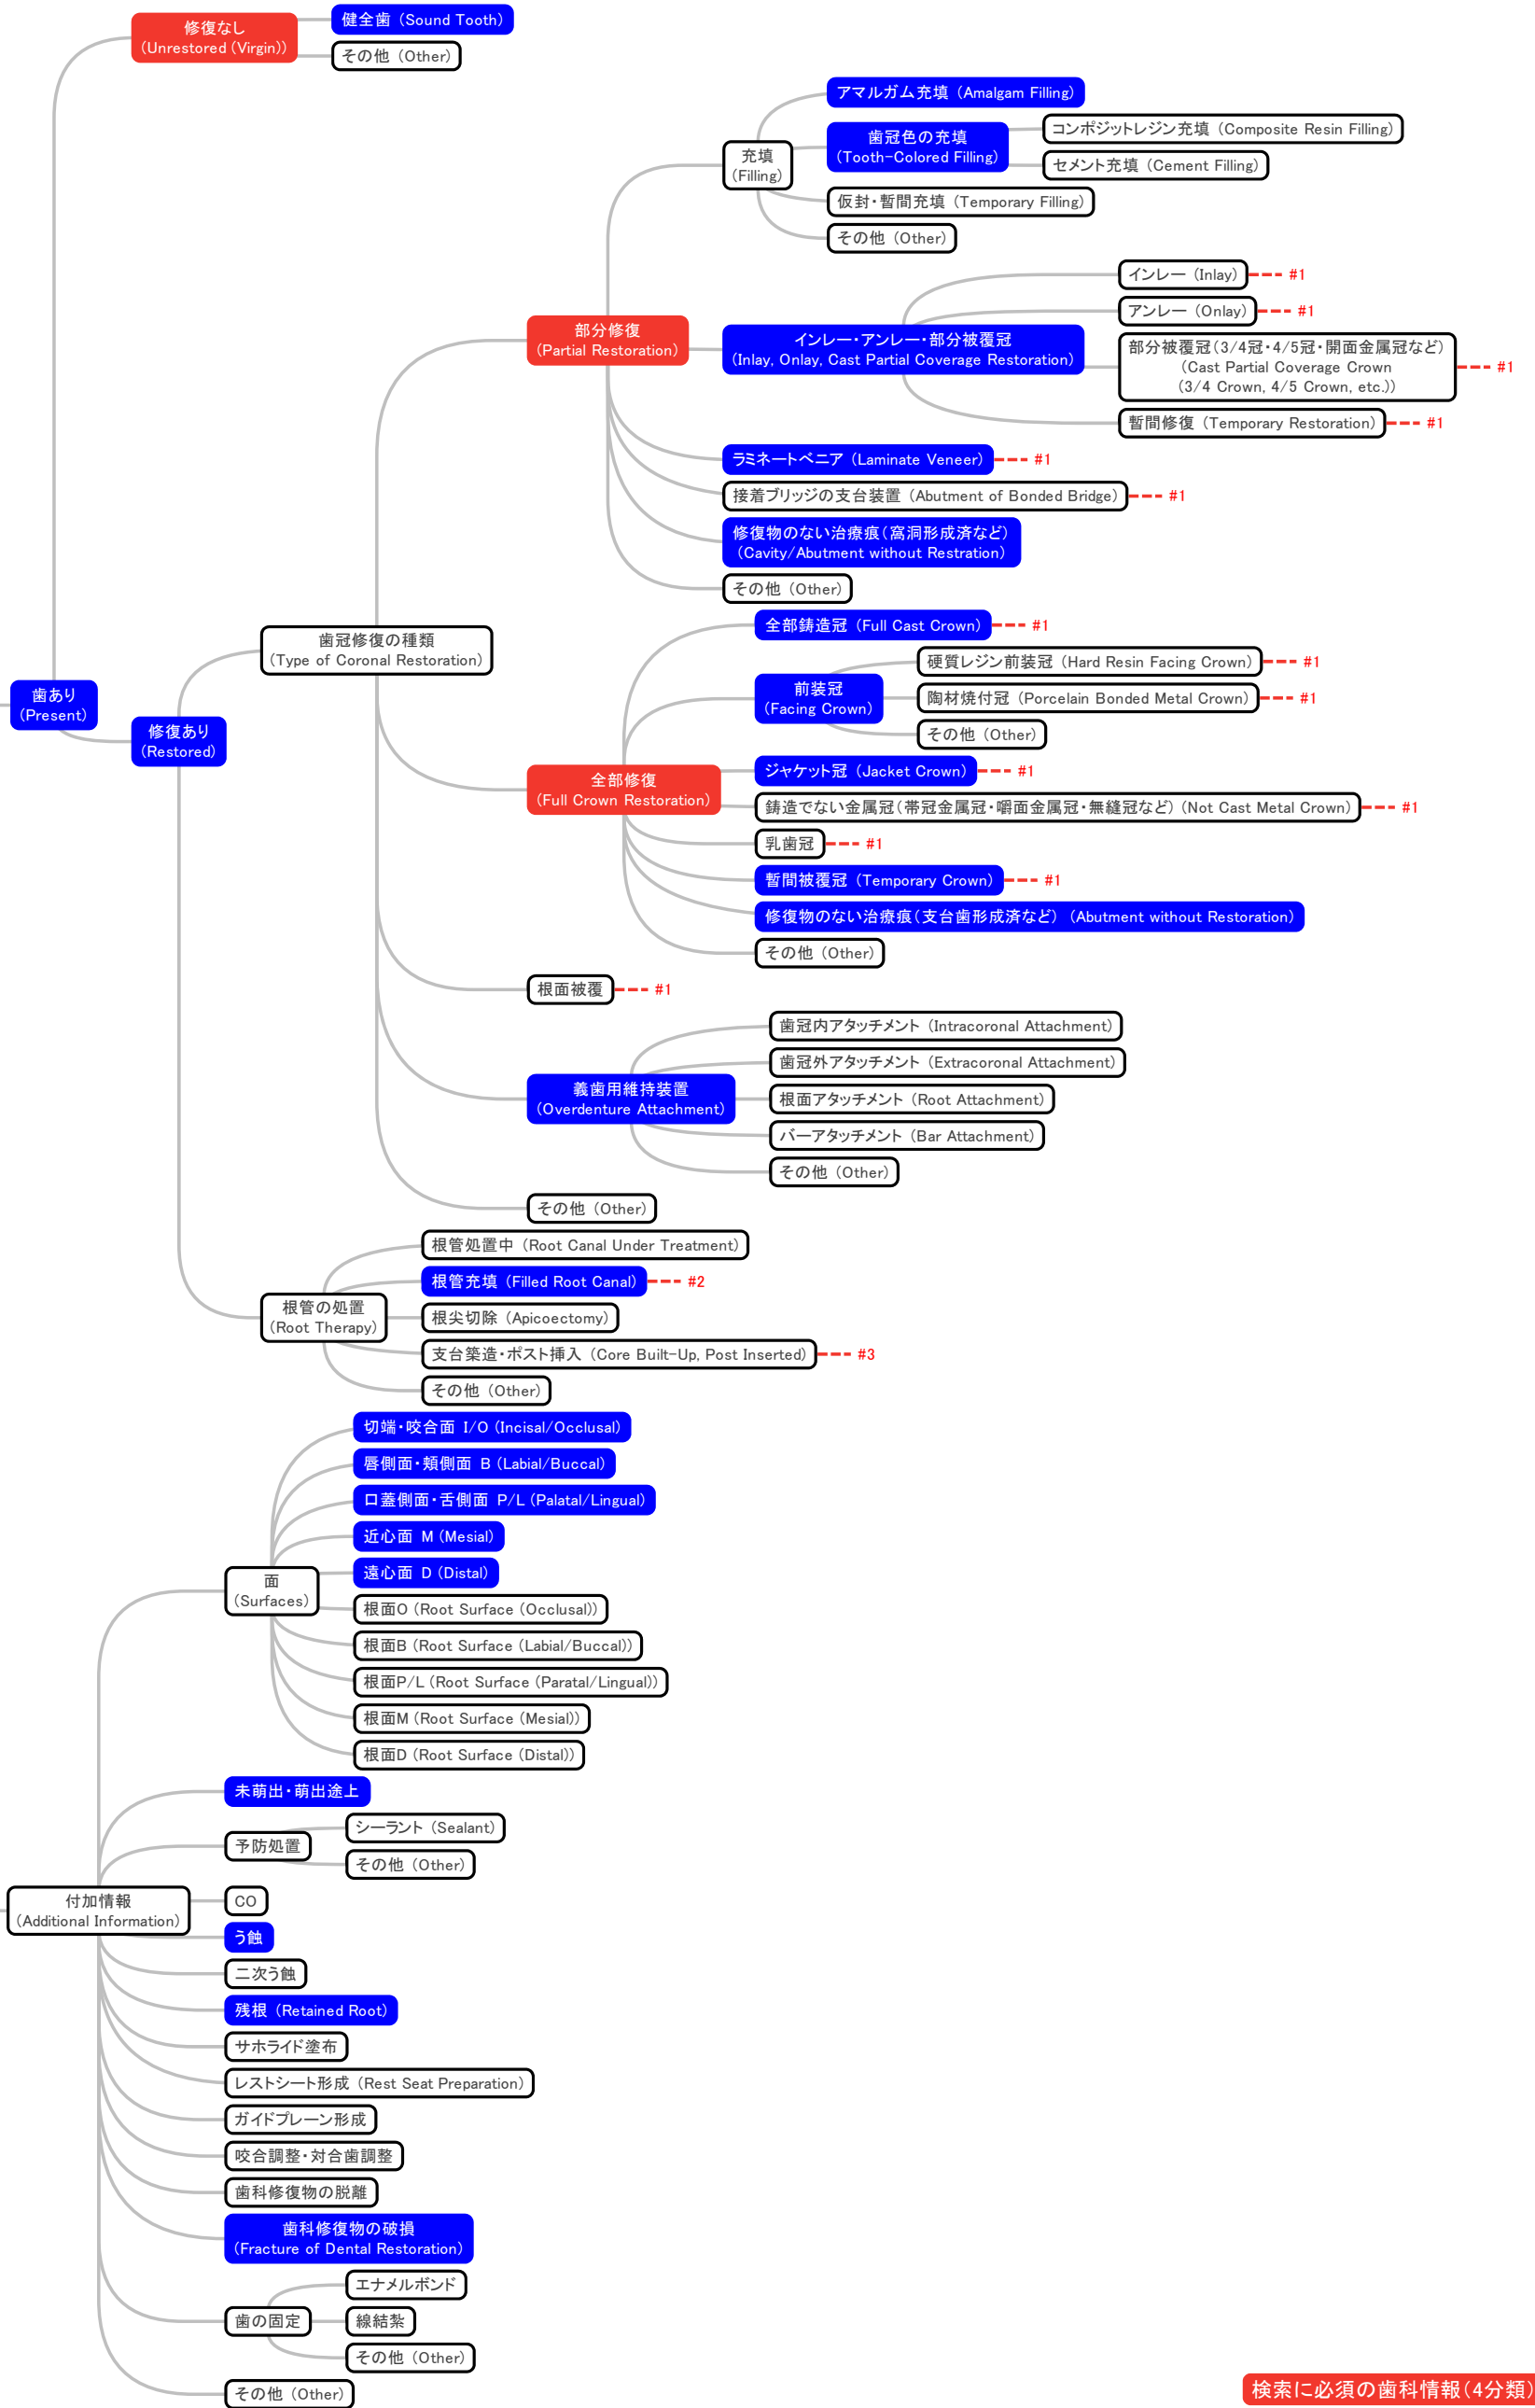 修復なし
(Unrestored (Virgin))
健全歯 (Sound Tooth)
その他 (Other)
アマルガム充填 (Amalgam Filling)
充填
(Filling)
歯冠色の充填
(Tooth-Colored Filling)
コンポジットレジン充填 (Composite Resin Filling)
セメント充填 (Cement Filling)
仮封・暫間充填 (Temporary Filling)
その他 (Other)
部分修復
(Partial Restoration)
インレー・アンレー・部分被覆冠
(Inlay, Onlay, Cast Partial Coverage Restoration)
インレー (Inlay) #1
アンレー (Onlay) #1
部分被覆冠(3/4冠・4/5冠・開面金属冠など)
(Cast Partial Coverage Crown
(3/4 Crown, 4/5 Crown, etc.)) #1
暫間修復 (Temporary Restoration) #1
ラミネートベニア (Laminate Veneer) #1
接着ブリッジの支台装置 (Abutment of Bonded Bridge) #1
修復物のない治療痕(窩洞形成済など)
(Cavity/Abutment without Restration)
その他 (Other)
歯あり
(Present)
修復あり
(Restored)
歯冠修復の種類
(Type of Coronal Restoration)
全部修復
(Full Crown Restoration)
全部鋳造冠 (Full Cast Crown) #1
前装冠
(Facing Crown)
硬質レジン前装冠 (Hard Resin Facing Crown) #1
陶材焼付冠 (Porcelain Bonded Metal Crown) #1
その他 (Other)
ジャケット冠 (Jacket Crown) #1
鋳造でない金属冠(帯冠金属冠・嚼面金属冠・無縫冠など) (Not Cast Metal Crown) #1
乳歯冠 #1
暫間被覆冠 (Temporary Crown) #1
修復物のない治療痕(支台歯形成済など) (Abutment without Restoration)
その他 (Other)
根面被覆 #1
義歯用維持装置
(Overdenture Attachment)
歯冠内アタッチメント (Intracoronal Attachment)
歯冠外アタッチメント (Extracoronal Attachment)
根面アタッチメント (Root Attachment)
バーアタッチメント (Bar Attachment)
その他 (Other)
その他 (Other)
根管の処置
(Root Therapy)
根管処置中 (Root Canal Under Treatment)
根管充填 (Filled Root Canal) #2
根尖切除 (Apicoectomy)
支台築造・ポスト挿入 (Core Built-Up, Post Inserted) #3
その他 (Other)
面
(Surfaces)
切端・咬合面 I/O (Incisal/Occlusal)
唇側面・頬側面 B (Labial/Buccal)
口蓋側面・舌側面 P/L (Palatal/Lingual)
近心面 M (Mesial)
遠心面 D (Distal)
根面O (Root Surface (Occlusal))
根面B (Root Surface (Labial/Buccal))
根面P/L (Root Surface (Paratal/Lingual))
根面M (Root Surface (Mesial))
根面D (Root Surface (Distal))
未萌出・萌出途上
予防処置
シーラント (Sealant)
その他 (Other)
付加情報
(Additional Information)
CO
う蝕
二次う蝕
残根 (Retained Root)
サホライド塗布
レストシート形成 (Rest Seat Preparation)
ガイドプレーン形成
咬合調整・対合歯調整
歯科修復物の脱離
歯科修復物の破損
(Fracture of Dental Restoration)
歯の固定
エナメルボンド
線結紮
その他 (Other)
その他 (Other)
検索に必須の歯科情報(4分類)